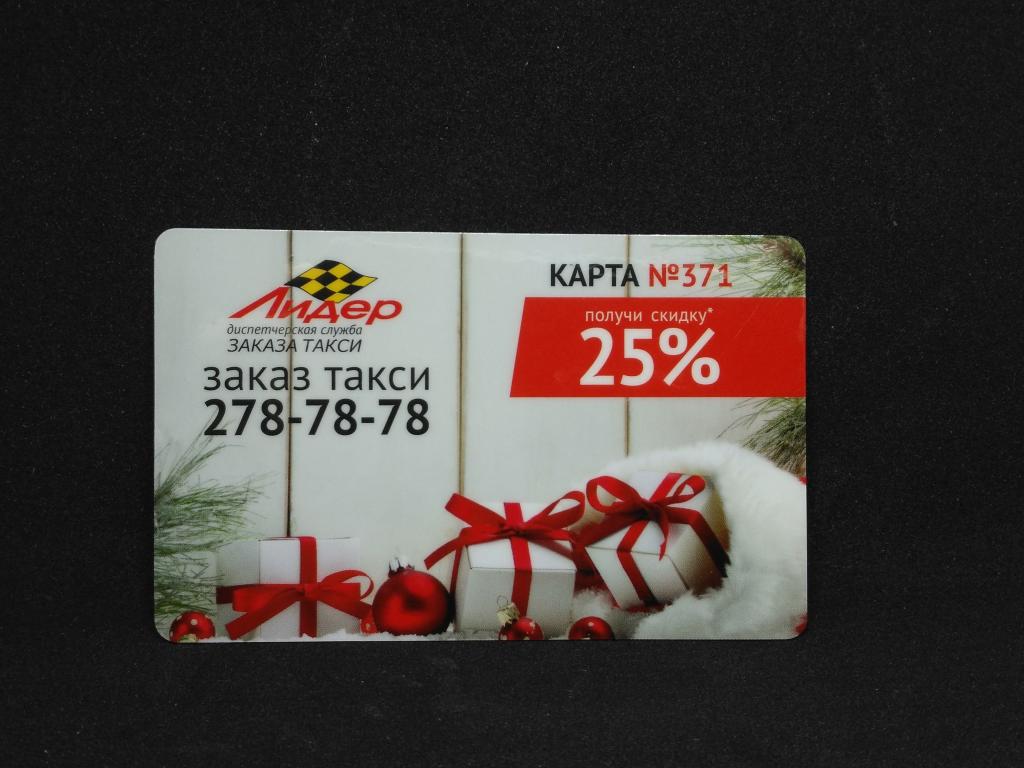 Лидер
диспетчерская служба
ЗАКАЗА ТАКСИ
заказ такси
278-78-78
КАРТА №371
получи скидку*
25%